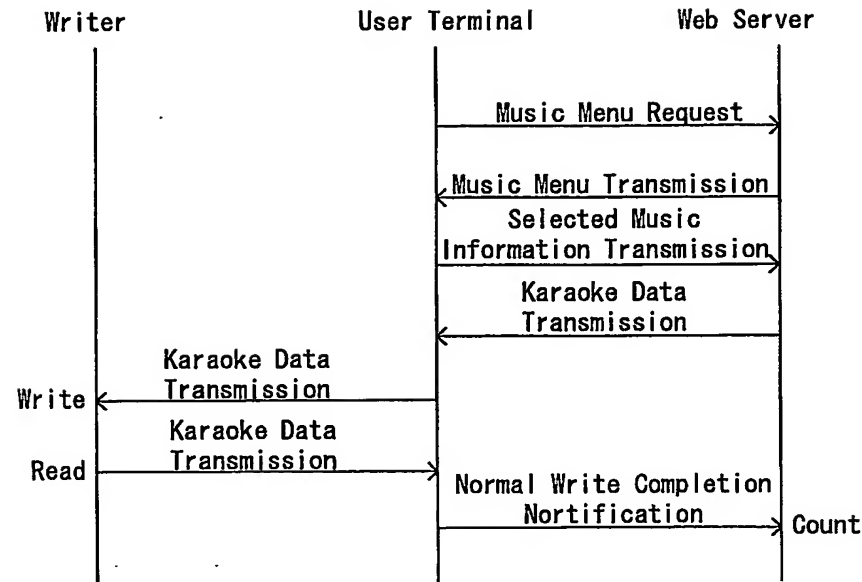 Writer User Terminal Web Server
Music Menu Request
Music Menu Transmission
Selected Music
Information Transmission
Karaoke Data
Transmission
Karaoke Data
Transmission
Write
Karaoke Data
Transmission
Read
Normal Write Completion
Nortification
Count